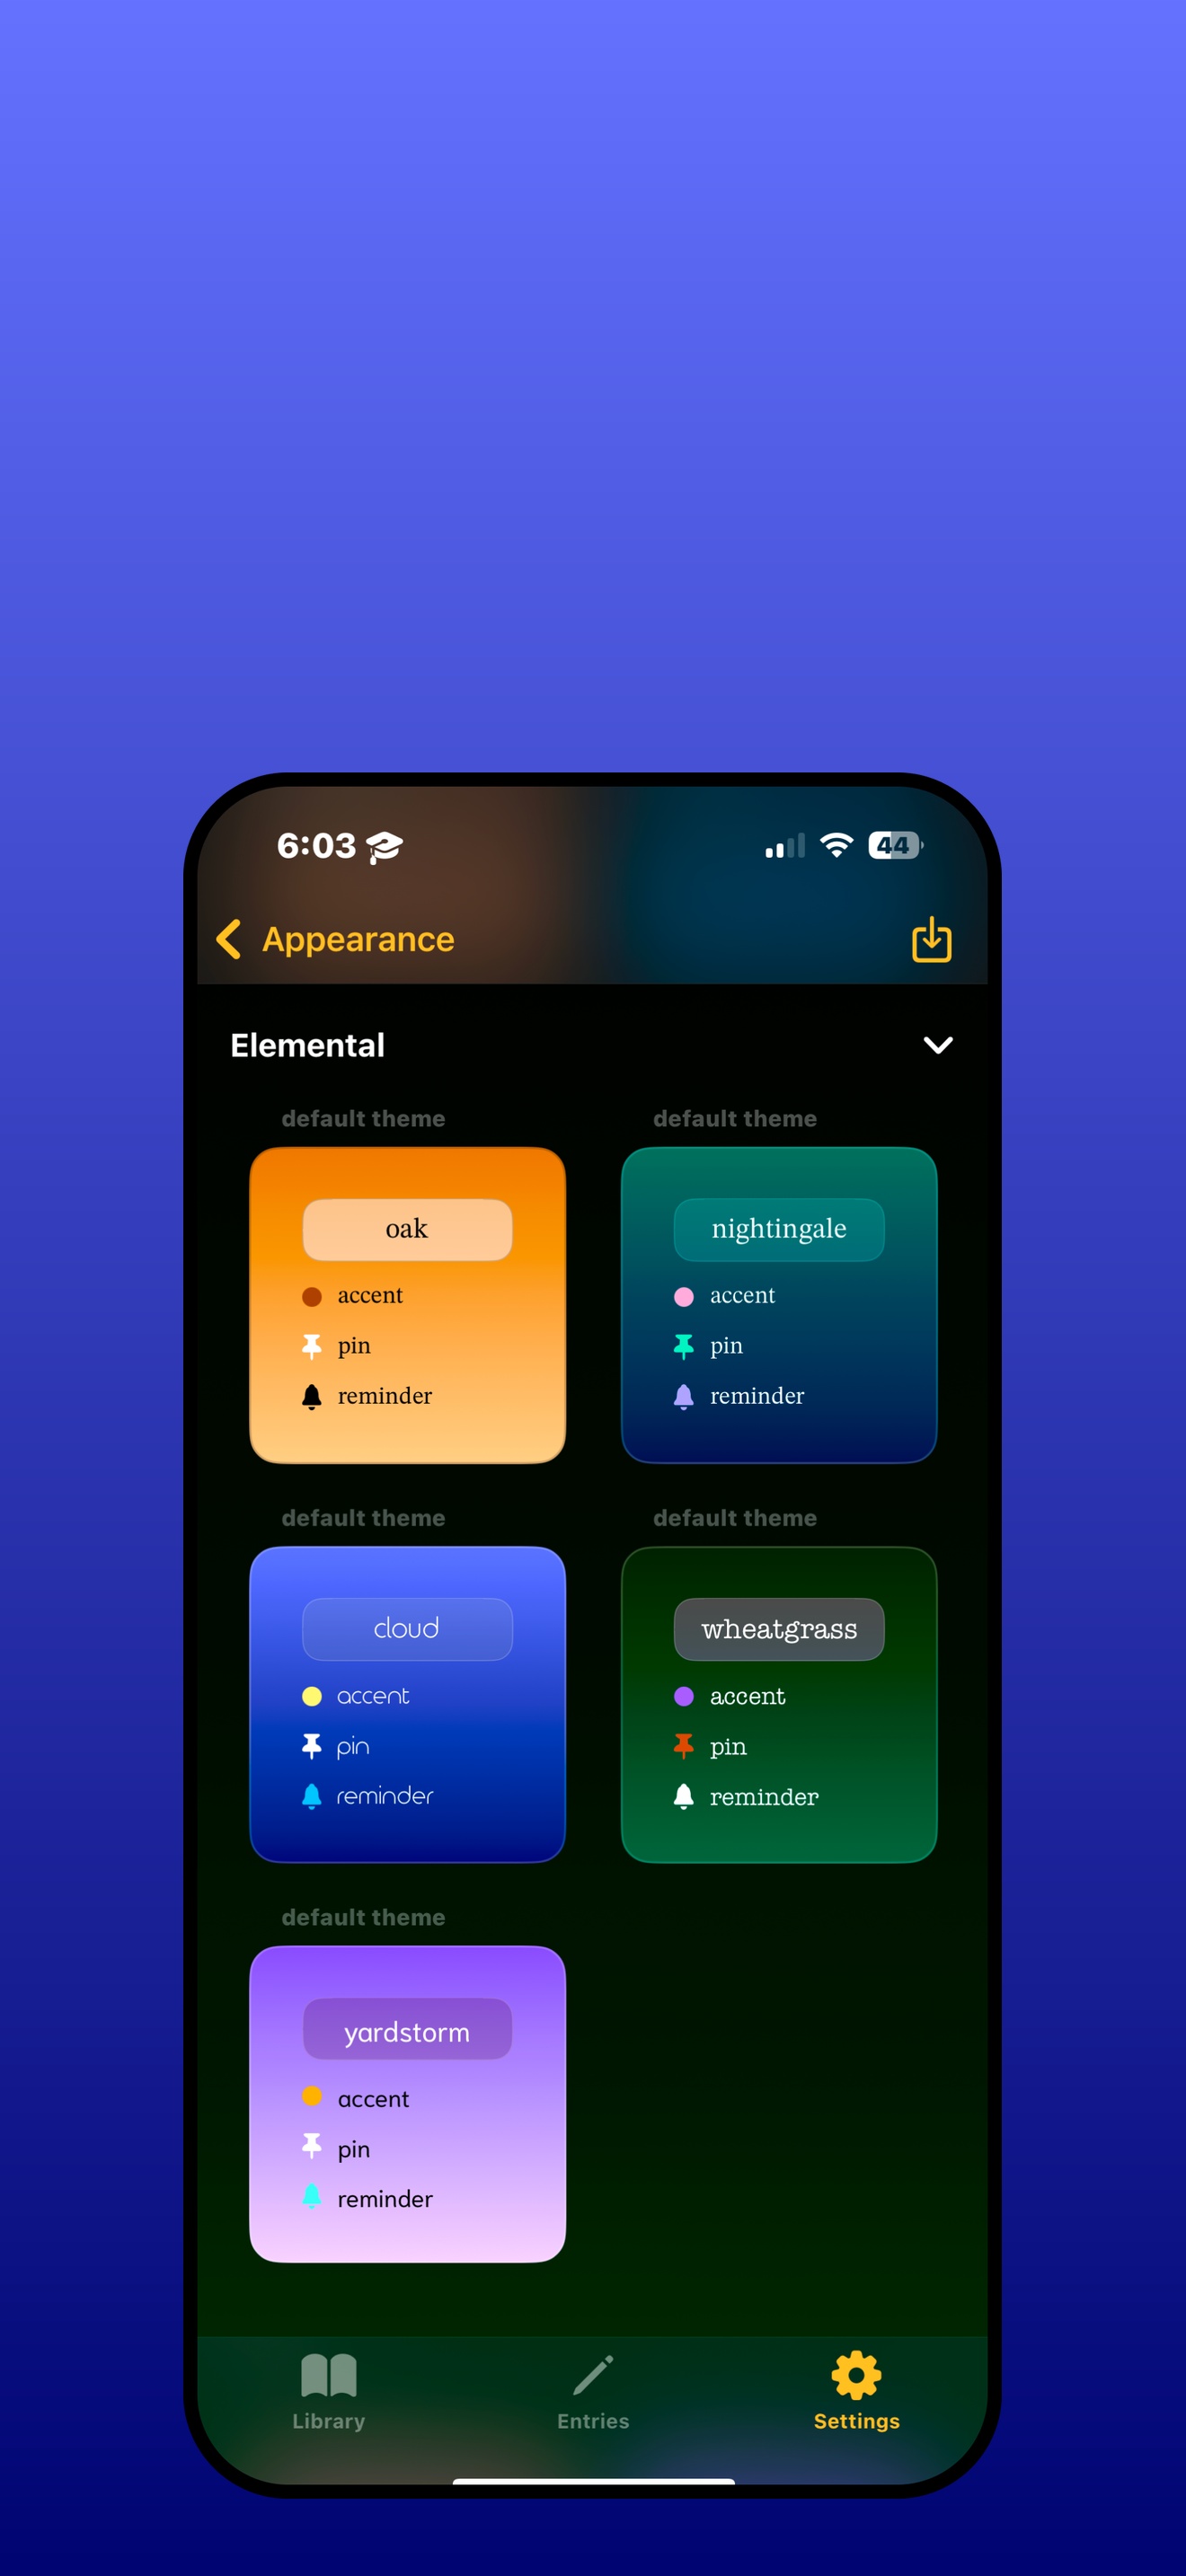 6:03
44
Appearance
Elemental
default theme
default theme
oak
accent
pin
reminder
nightingale
accent
pin
reminder
default theme
default theme
cloud
accent
pin
reminder
wheatgrass
accent
pin
reminder
default theme
yardstorm
accent
pin
reminder
Library
Entries
Settings